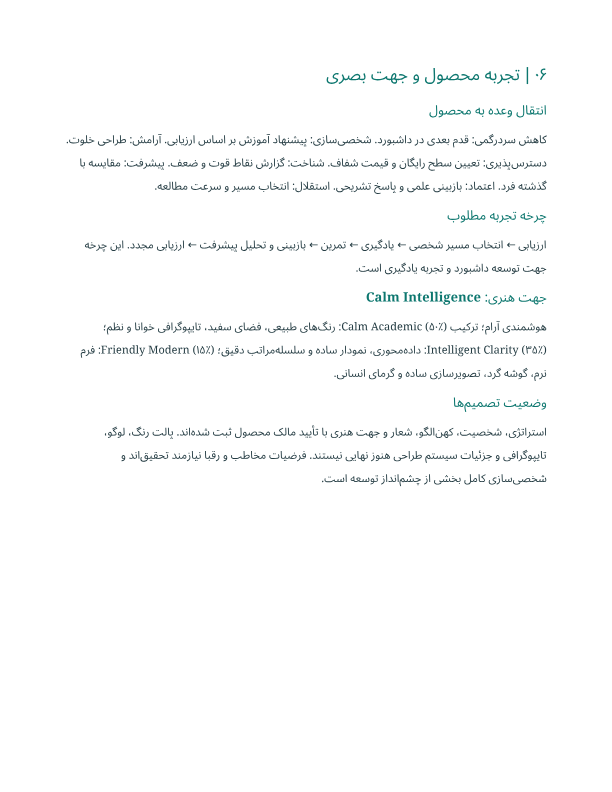 ۰۶ | تجربه محصول و جهت بصری
انتقال وعده به محصول
کاهش سردرگمی: قدم بعدی در داشبورد. شخصی‌سازی: پیشنهاد آموزش بر اساس ارزیابی. آرامش: طراحی خلوت.
دسترس‌پذیری: تعیین سطح رایگان و قیمت شفاف. شناخت: گزارش نقاط قوت و ضعف. پیشرفت: مقایسه با
گذشته فرد. اعتماد: بازبینی علمی و پاسخ تشریحی. استقلال: انتخاب مسیر و سرعت مطالعه.
چرخه تجربه مطلوب
ارزیابی ← انتخاب مسیر شخصی ← یادگیری ← تمرین ← بازبینی و تحلیل پیشرفت ← ارزیابی مجدد. این چرخه
جهت توسعه داشبورد و تجربه یادگیری است.
جهت هنری: Calm Intelligence
هوشمندی آرام؛ ترکیب Calm Academic (۵۰٪): رنگ‌های طبیعی، فضای سفید، تایپوگرافی خوانا و نظم؛
Intelligent Clarity (۳۵٪): داده‌محوری، نمودار ساده و سلسله‌مراتب دقیق؛ Friendly Modern (۱۵٪): فرم
نرم، گوشه گرد، تصویرسازی ساده و گرمای انسانی.
وضعیت تصمیم‌ها
استراتژی، شخصیت، کهن‌الگو، شعار و جهت هنری با تأیید مالک محصول ثبت شده‌اند. پالت رنگ، لوگو،
تایپوگرافی و جزئیات سیستم طراحی هنوز نهایی نیستند. فرضیات مخاطب و رقبا نیازمند تحقیق‌اند و
شخصی‌سازی کامل بخشی از چشم‌انداز توسعه است.